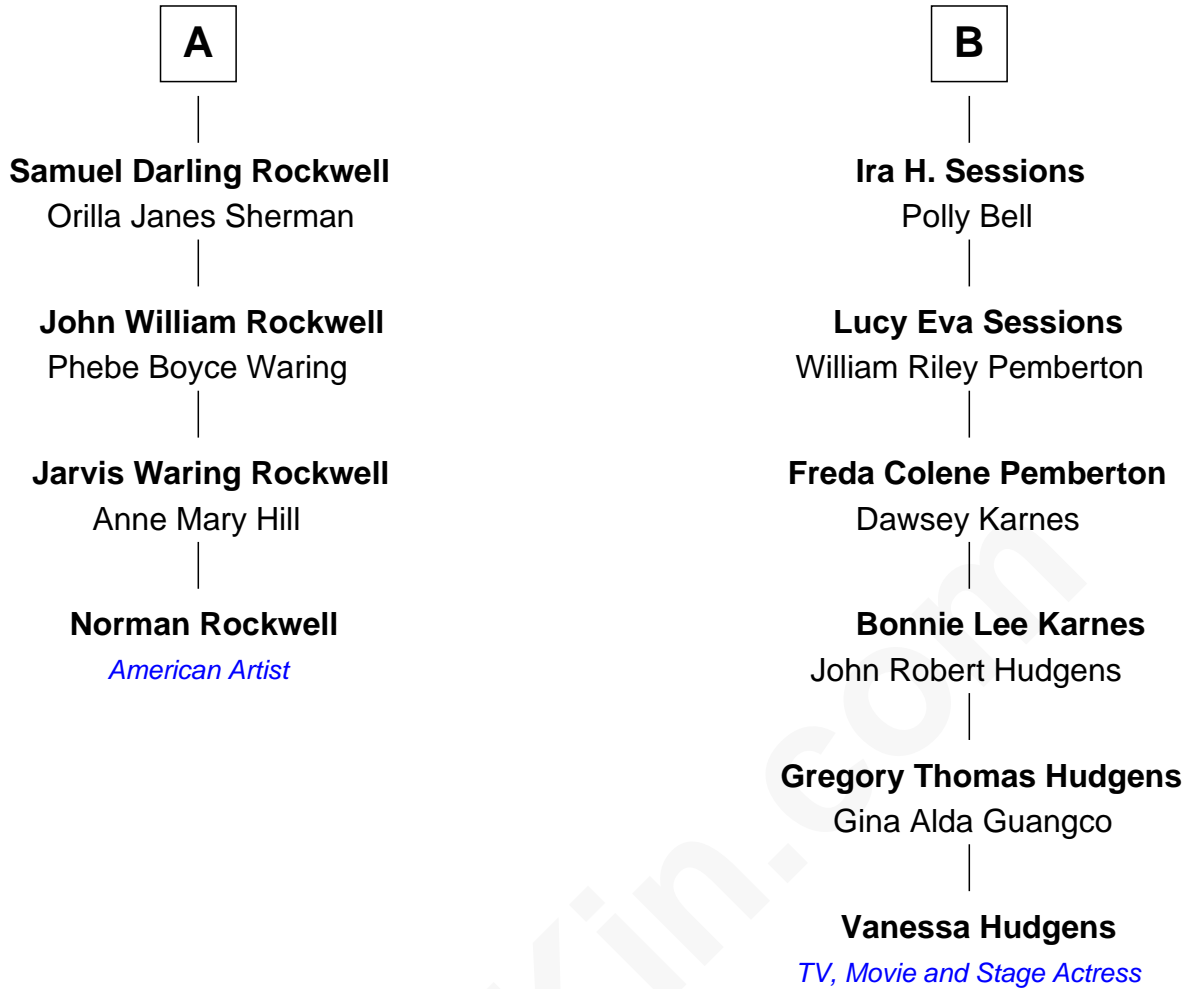 A
Samuel Darling Rockwell
Orilla Janes Sherman
John William Rockwell
Phebe Boyce Waring
Jarvis Waring Rockwell
Anne Mary Hill
Norman Rockwell
American Artist
B
Ira H. Sessions
Polly Bell
Lucy Eva Sessions
William Riley Pemberton
Freda Colene Pemberton
Dawsey Karnes
Bonnie Lee Karnes
John Robert Hudgens
Gregory Thomas Hudgens
Gina Alda Guangco
Vanessa Hudgens
TV, Movie and Stage Actress
Kin.com